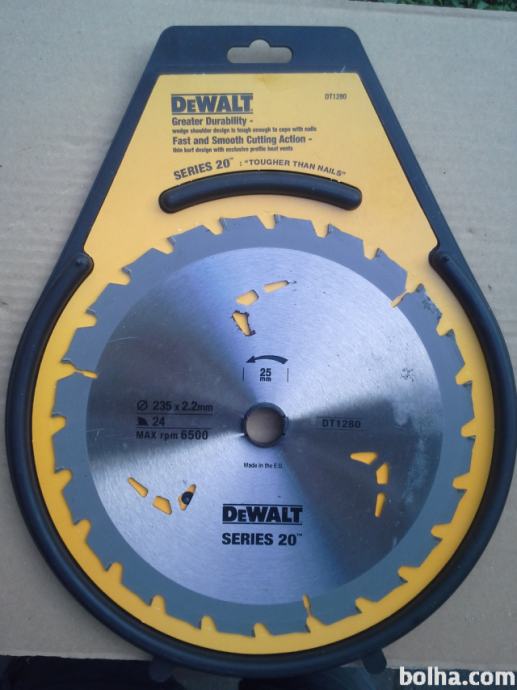 DEWALT
DT1280
Greater Durability -
wedge shoulder design is tough enough to cope with nails
Fast and Smooth Cutting Action -
thin kerf design with exclusive profile heat vents
SERIES 20™ : "TOUGHER THAN NAILS"
25
mm
Ø 235 x 2.2mm
24
MAX rpm 6500
DT1280
Made in the E.U.
DEWALT
SERIES 20™
bolha.com